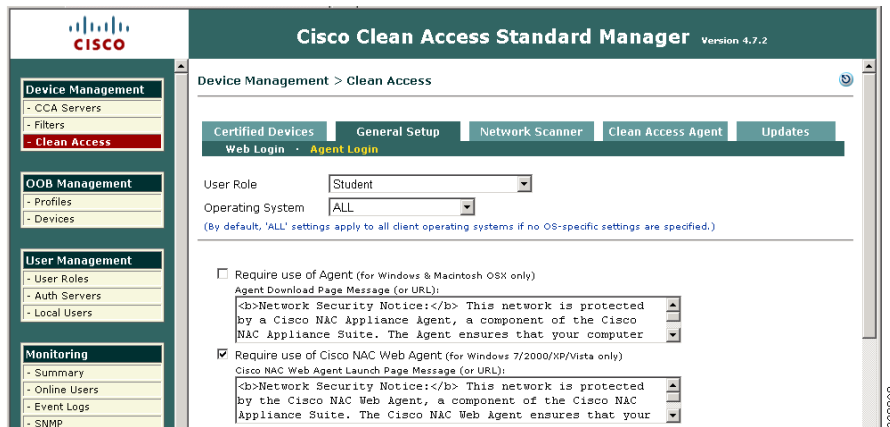 CISCO
Cisco Clean Access Standard Manager Version 4.7.2
Device Management
- CCA Servers
- Filters
- Clean Access
OOB Management
- Profiles
- Devices
User Management
- User Roles
- Auth Servers
- Local Users
Monitoring
- Summary
- Online Users
- Event Logs
- SNMP
Device Management > Clean Access
Certified Devices General Setup Network Scanner Clean Access Agent Updates
Web Login · Agent Login
User Role Student
Operating System ALL
(By default, 'ALL' settings apply to all client operating systems if no OS-specific settings are specified.)
Require use of Agent (for Windows & Macintosh OSX only)
Agent Download Page Message (or URL):
<b>Network Security Notice:</b> This network is protected
by a Cisco NAC Appliance Agent, a component of the Cisco
NAC Appliance Suite. The Agent ensures that your computer
Require use of Cisco NAC Web Agent (for Windows 7/2000/XP/Vista only)
Cisco NAC Web Agent Launch Page Message (or URL):
<b>Network Security Notice:</b> This network is protected
by the Cisco NAC Web Agent, a component of the Cisco NAC
Appliance Suite. The Cisco NAC Web Agent ensures that your